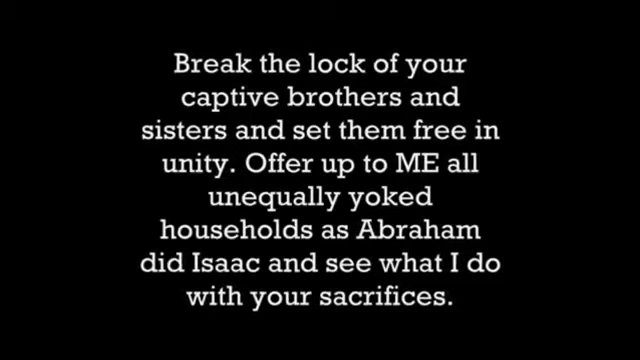 Break the lock of your
captive brothers and
sisters and set them free in
unity. Offer up to ME all
unequally yoked
households as Abraham
did Isaac and see what I do
with your sacrifices.